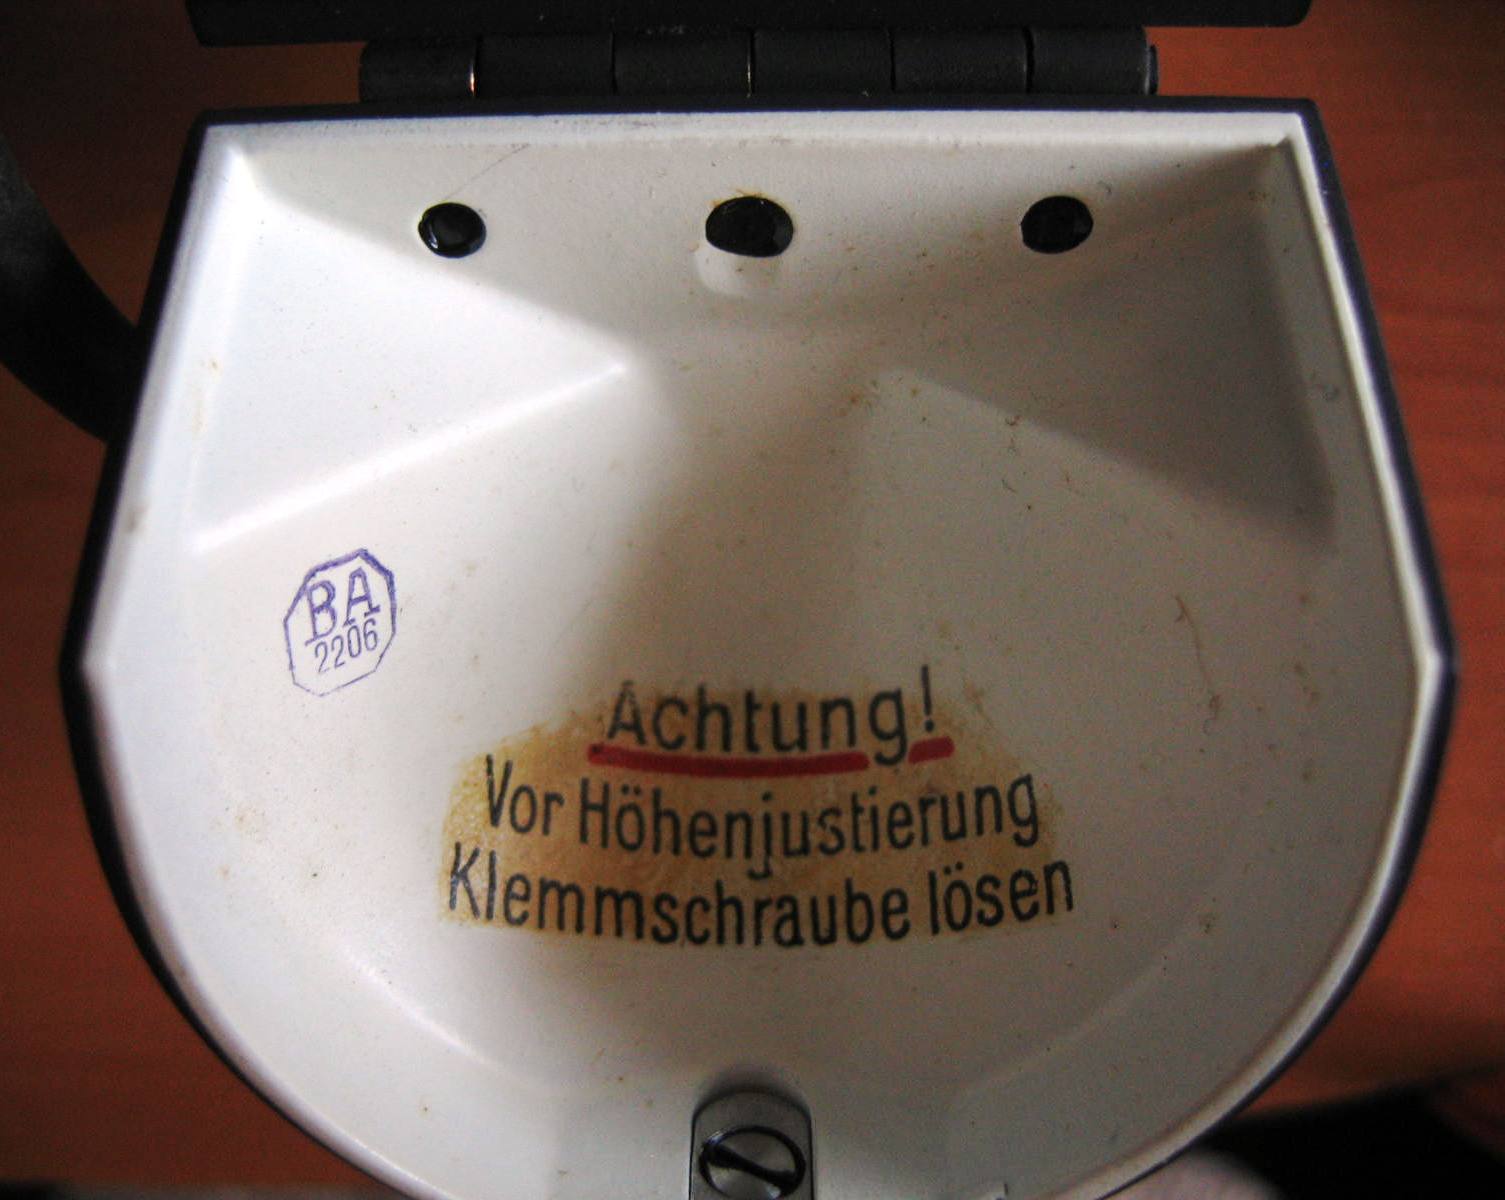 BA
2206
Achtung!
Vor Höhenjustierung
Klemmschraube lösen